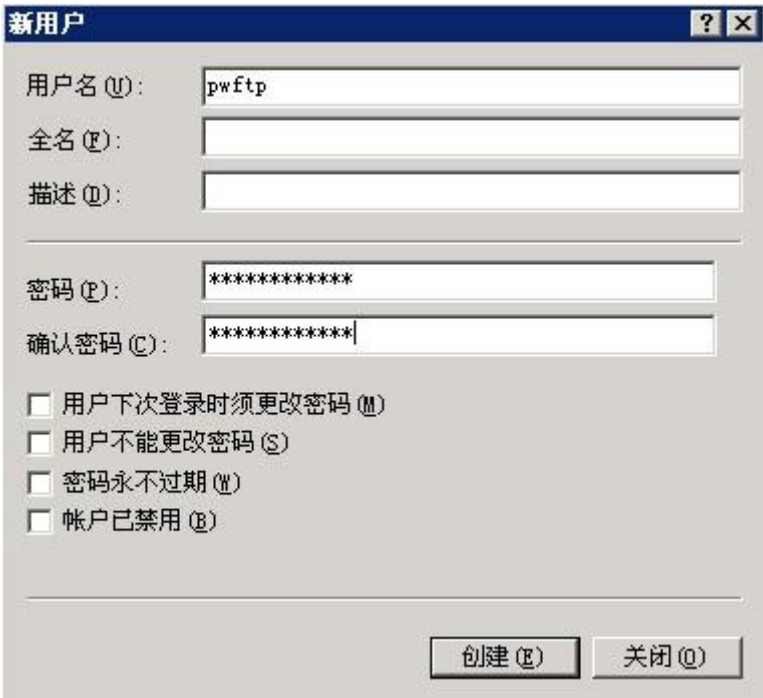 新用户
用户名(U): pwftp
全名(F):
描述(D):
密码(P): ************
确认密码(C): ************
用户下次登录时须更改密码(M)
用户不能更改密码(S)
密码永不过期(W)
帐户已禁用(B)
创建(E) 关闭(O)